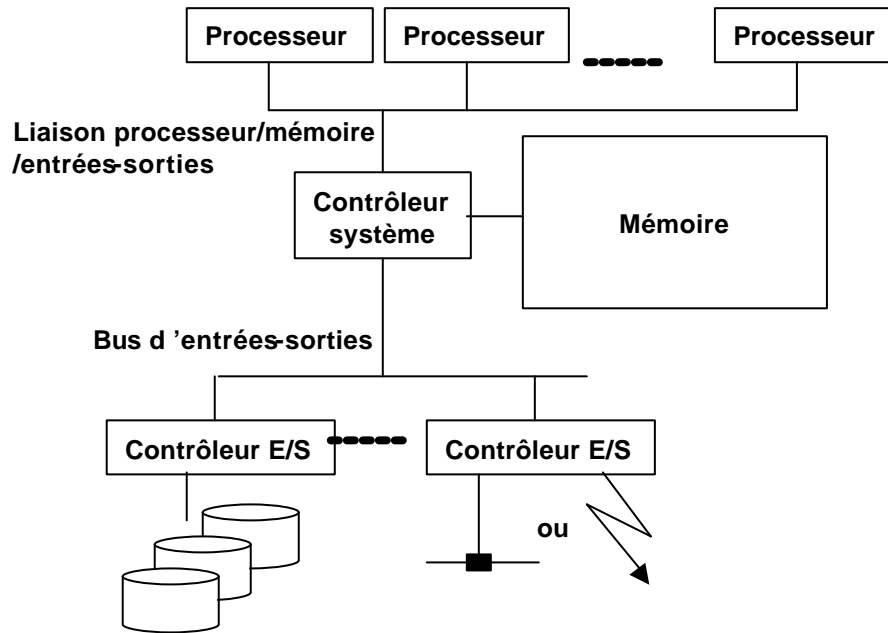 Processeur
Processeur
Processeur
Liaison processeur/mémoire
/entrées-sorties
Contrôleur
système
Mémoire
Bus d ’entrées-sorties
Contrôleur E/S
Contrôleur E/S
ou